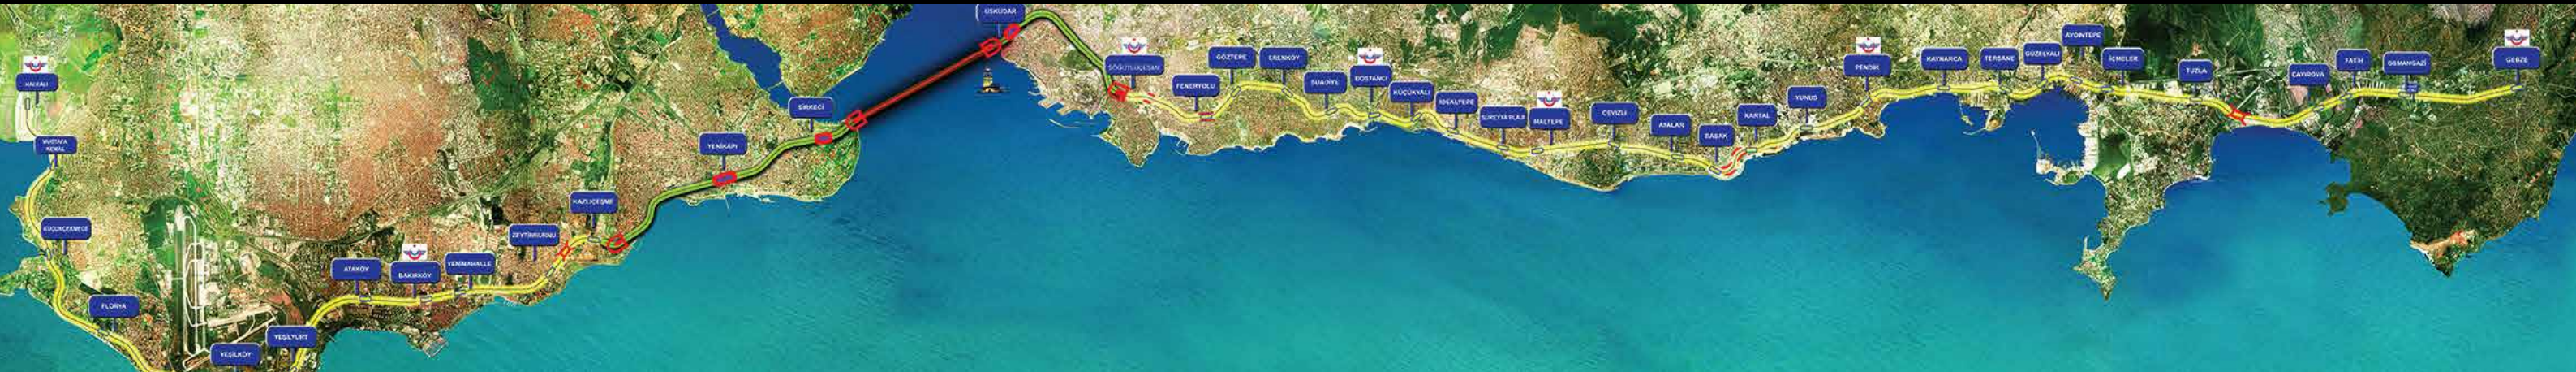 HALKALI
MUSTAFA
KEMAL
KÜÇÜKÇEKMECE
FLORYA
YEŞİLKÖY
YEŞİLYURT
ATAKÖY
BAKIRKÖY
YENİMAHALLE
ZEYTİNBURNU
KAZLIÇEŞME
YENİKAPI
SİRKECİ
ÜSKÜDAR
SÖĞÜTLÜÇEŞME
FENERYOLU
GÖZTEPE
ERENKÖY
SUADİYE
BOSTANCI
KÜÇÜKYALI
İDEALTEPE
SÜREYYA PLAJI
MALTEPE
CEVİZLİ
ATALAR
BAŞAK
KARTAL
YUNUS
PENDİK
KAYNARCA
TERSANE
GÜZELYALI
AYDINTEPE
İÇMELER
TUZLA
ÇAYIROVA
FATİH
OSMANGAZİ
GEBZE